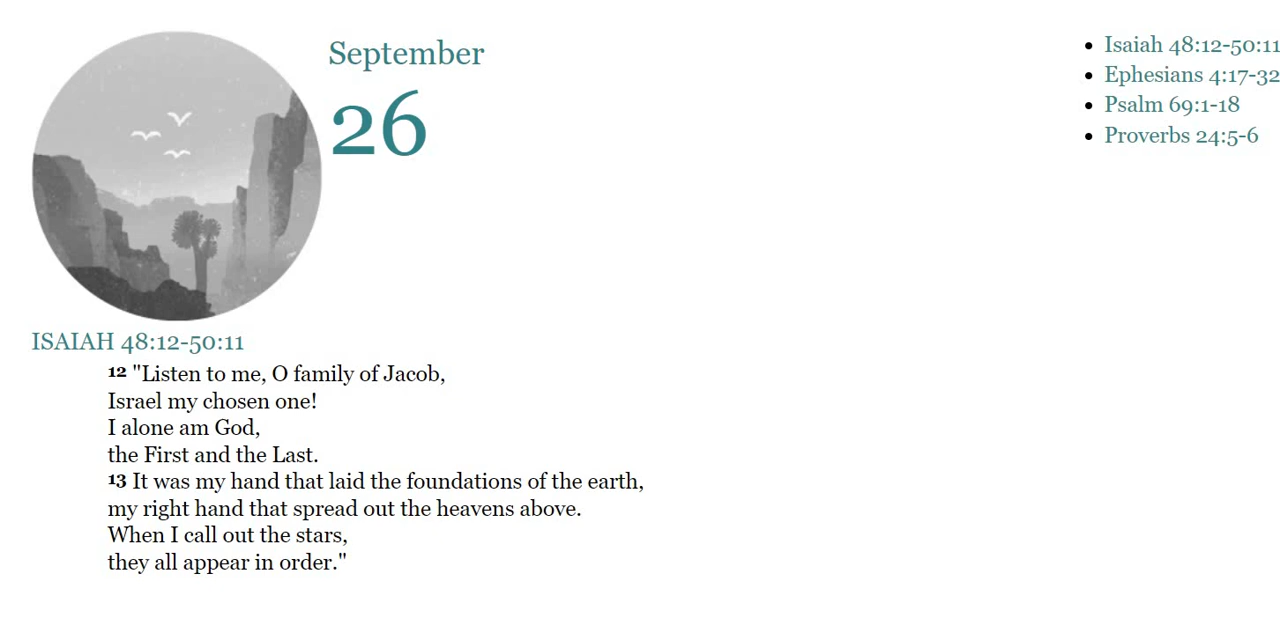 September
26
Isaiah 48:12-50:11
Ephesians 4:17-32
Psalm 69:1-18
Proverbs 24:5-6
ISAIAH 48:12-50:11
12 "Listen to me, O family of Jacob,
Israel my chosen one!
I alone am God,
the First and the Last.
13 It was my hand that laid the foundations of the earth,
my right hand that spread out the heavens above.
When I call out the stars,
they all appear in order."